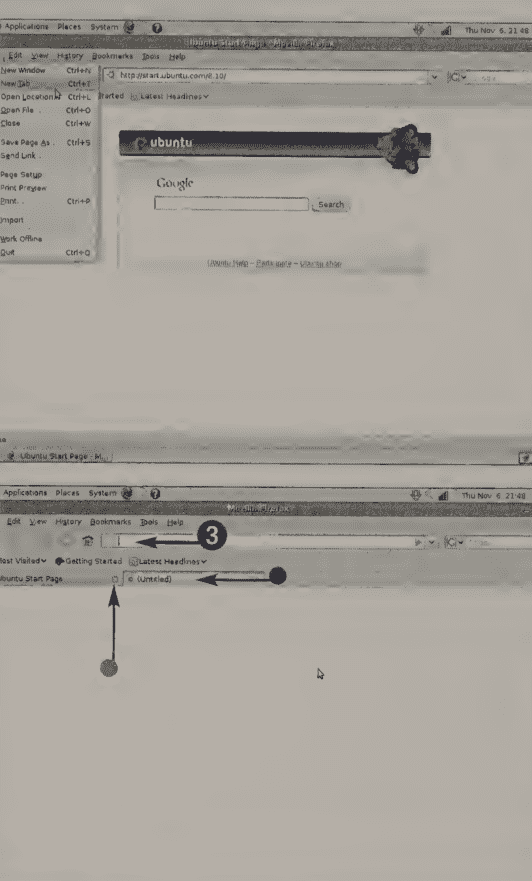 Applications Places System Thu Nov 6, 21:48
Ubuntu Start Page - Mozilla Firefox
Edit View History Bookmarks Tools Help
New Window Ctrl+N
http://start.ubuntu.com/8.10/
New Tab Ctrl+T
Open Location Ctrl+L
Started Latest Headlines
Open File... Ctrl+O
Close Ctrl+W
Save Page As... Ctrl+S
Send Link...
Page Setup
Print Preview
Print... Ctrl+P
Import
Work Offline
Quit Ctrl+Q
ubuntu
Google
Search
Ubuntu Help - Participate - Ubuntu Shop
Ubuntu Start Page - M...
Applications Places System Thu Nov 6, 21:48
Mozilla Firefox
Edit View History Bookmarks Tools Help
3
Most Visited Getting Started Latest Headlines
Ubuntu Start Page (Untitled)